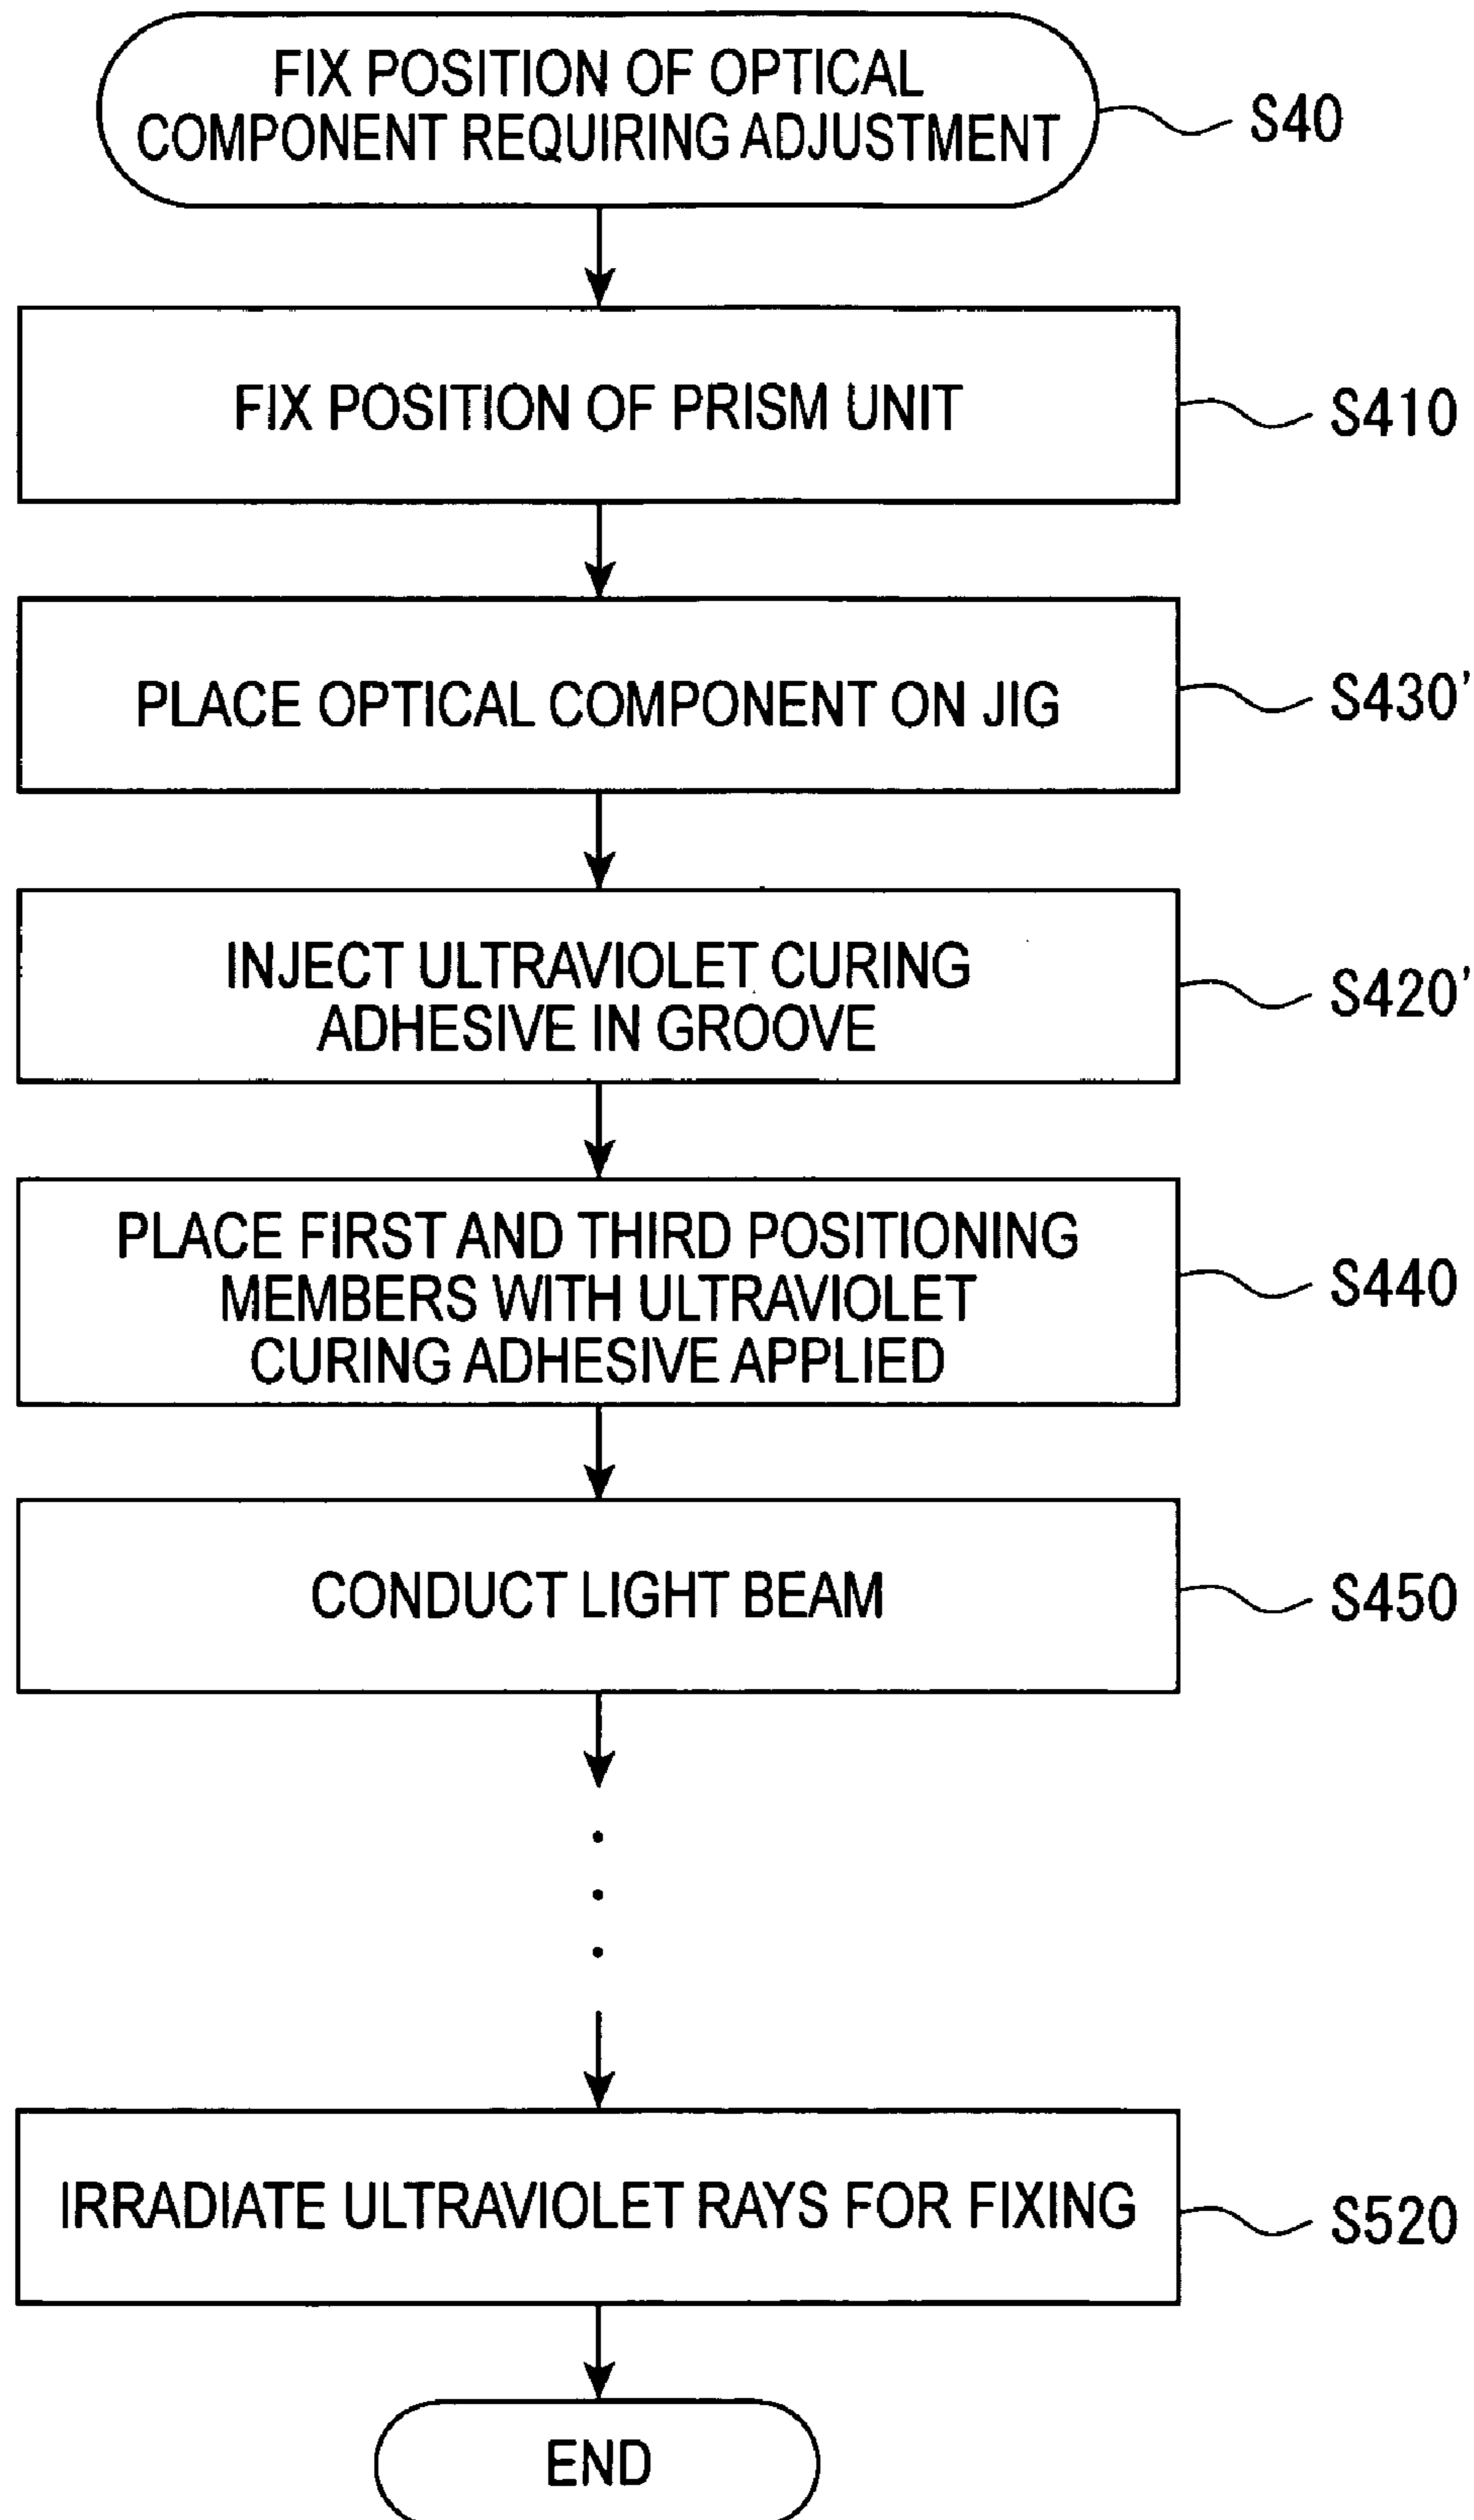 FIX POSITION OF OPTICAL
COMPONENT REQUIRING ADJUSTMENT
S40
FIX POSITION OF PRISM UNIT
S410
PLACE OPTICAL COMPONENT ON JIG
S430'
INJECT ULTRAVIOLET CURING
ADHESIVE IN GROOVE
S420'
PLACE FIRST AND THIRD POSITIONING
MEMBERS WITH ULTRAVIOLET
CURING ADHESIVE APPLIED
S440
CONDUCT LIGHT BEAM
S450
IRRADIATE ULTRAVIOLET RAYS FOR FIXING
S520
END